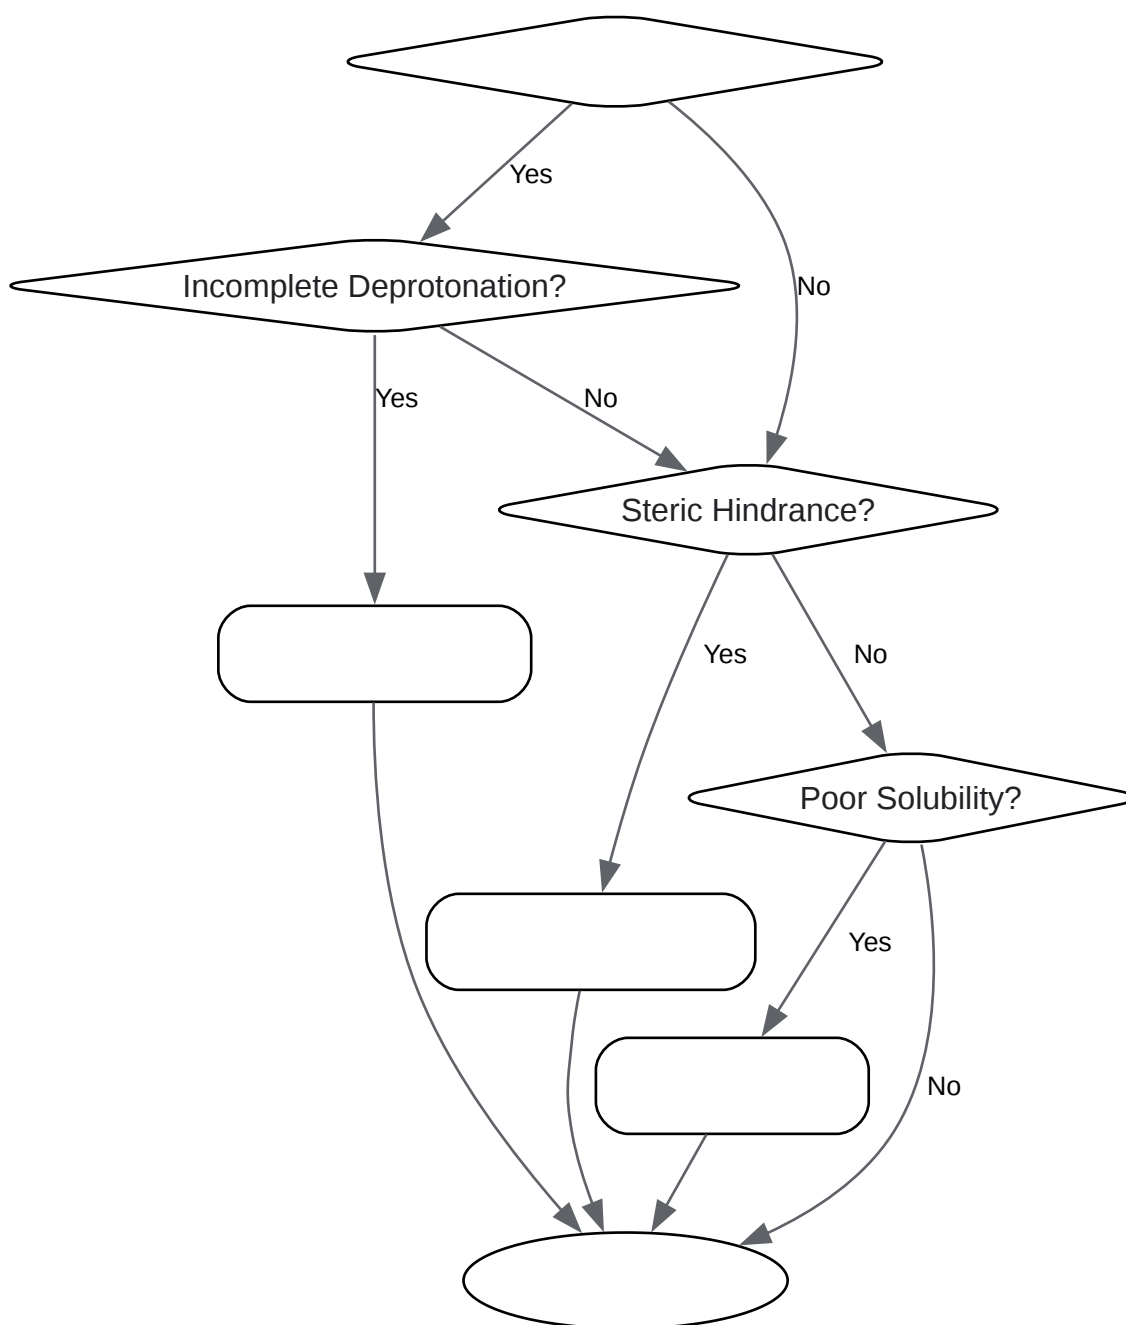 Yes
Incomplete Deprotonation?
No
Yes
No
Steric Hindrance?
Yes
No
Poor Solubility?
Yes
No